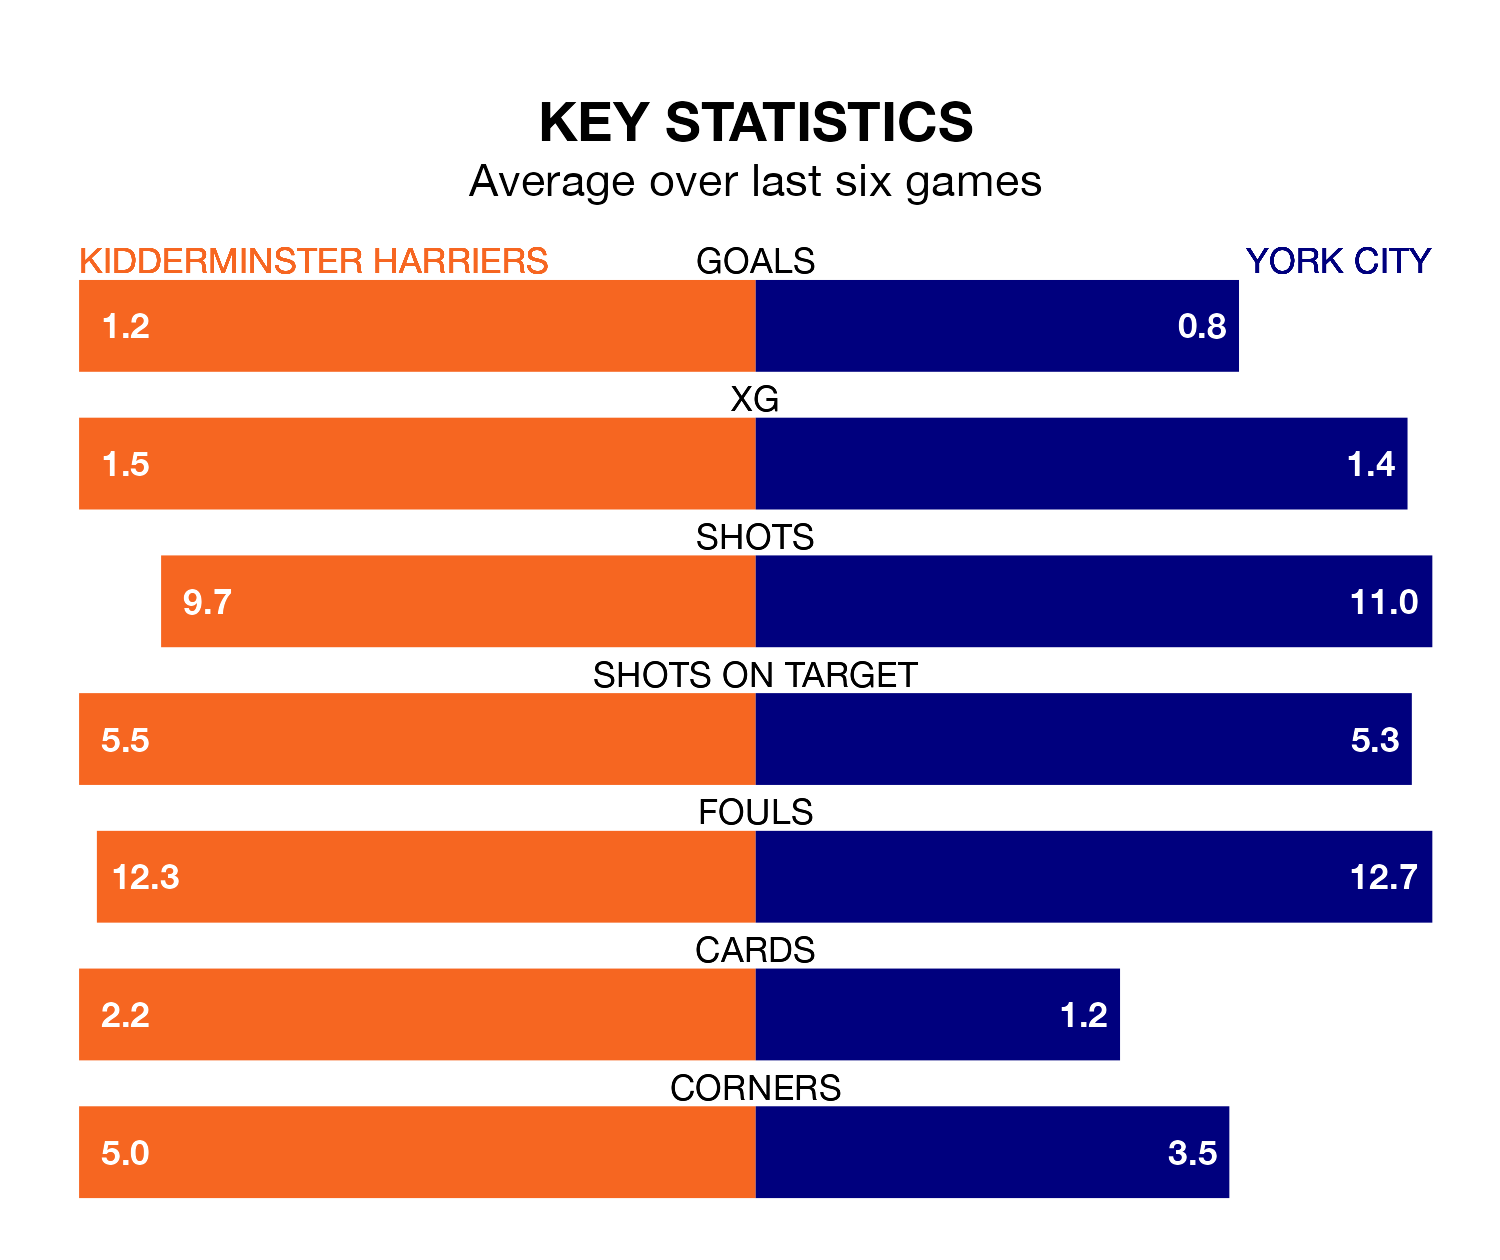 KEY STATISTICS
Average over last six games
KIDDERMINSTER HARRIERS GOALS YORK CITY
1.2 0.8
XG
1.5 1.4
SHOTS
9.7 11.0
SHOTS ON TARGET
5.5 5.3
FOULS
12.3 12.7
CARDS
2.2 1.2
CORNERS
5.0 3.5